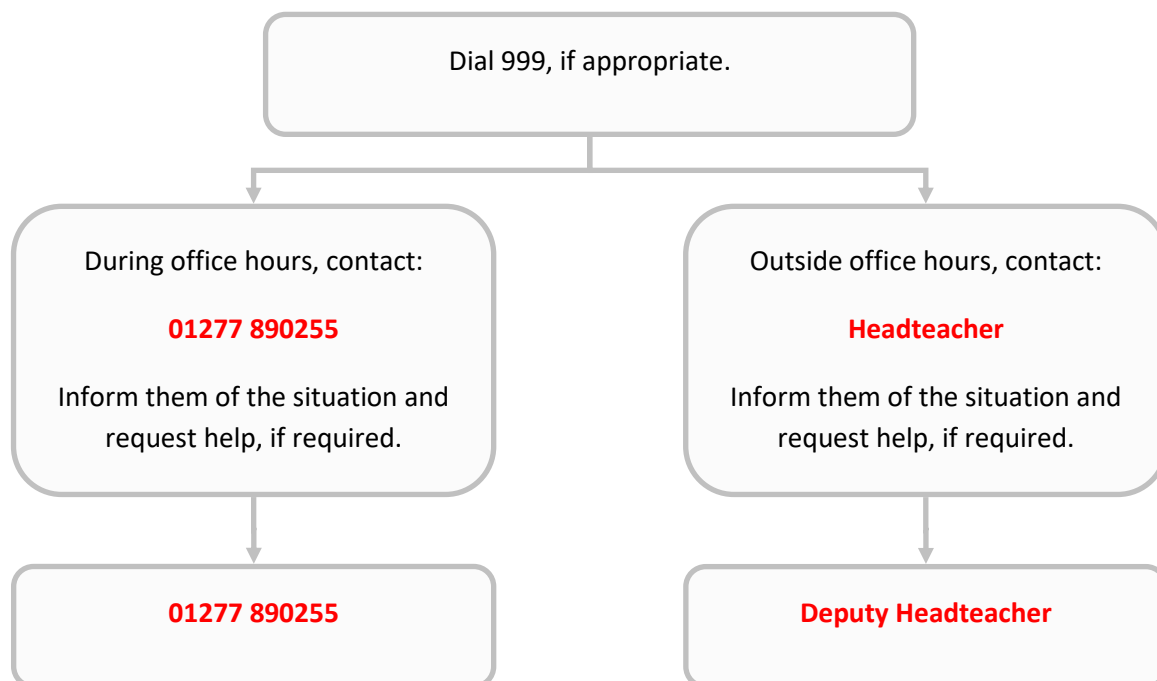 Dial 999, if appropriate.
During office hours, contact:
01277 890255
Inform them of the situation and
request help, if required.
Outside office hours, contact:
Headteacher
Inform them of the situation and
request help, if required.
01277 890255
Deputy Headteacher